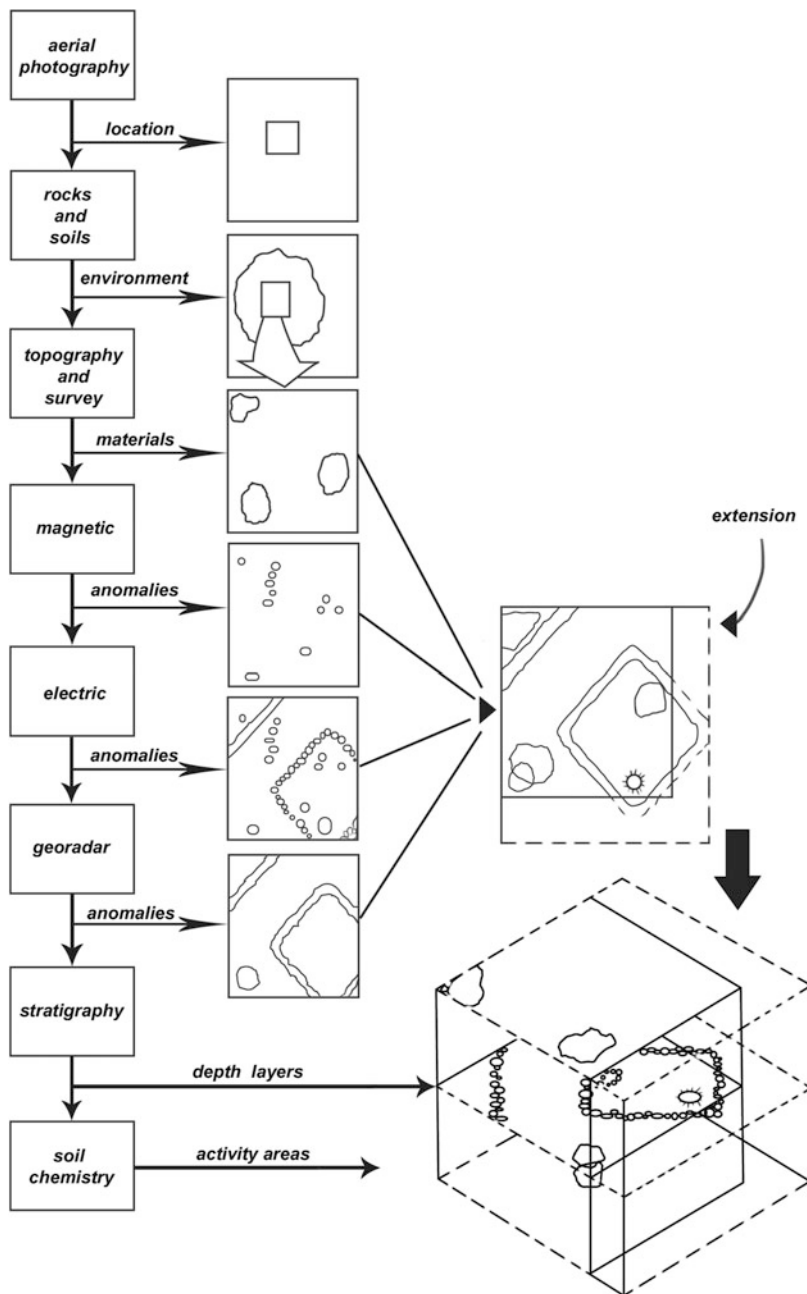 aerial
photography
location
rocks
and
soils
environment
topography
and
survey
materials
magnetic
anomalies
electric
anomalies
georadar
anomalies
stratigraphy
depth layers
soil
chemistry
activity areas
extension